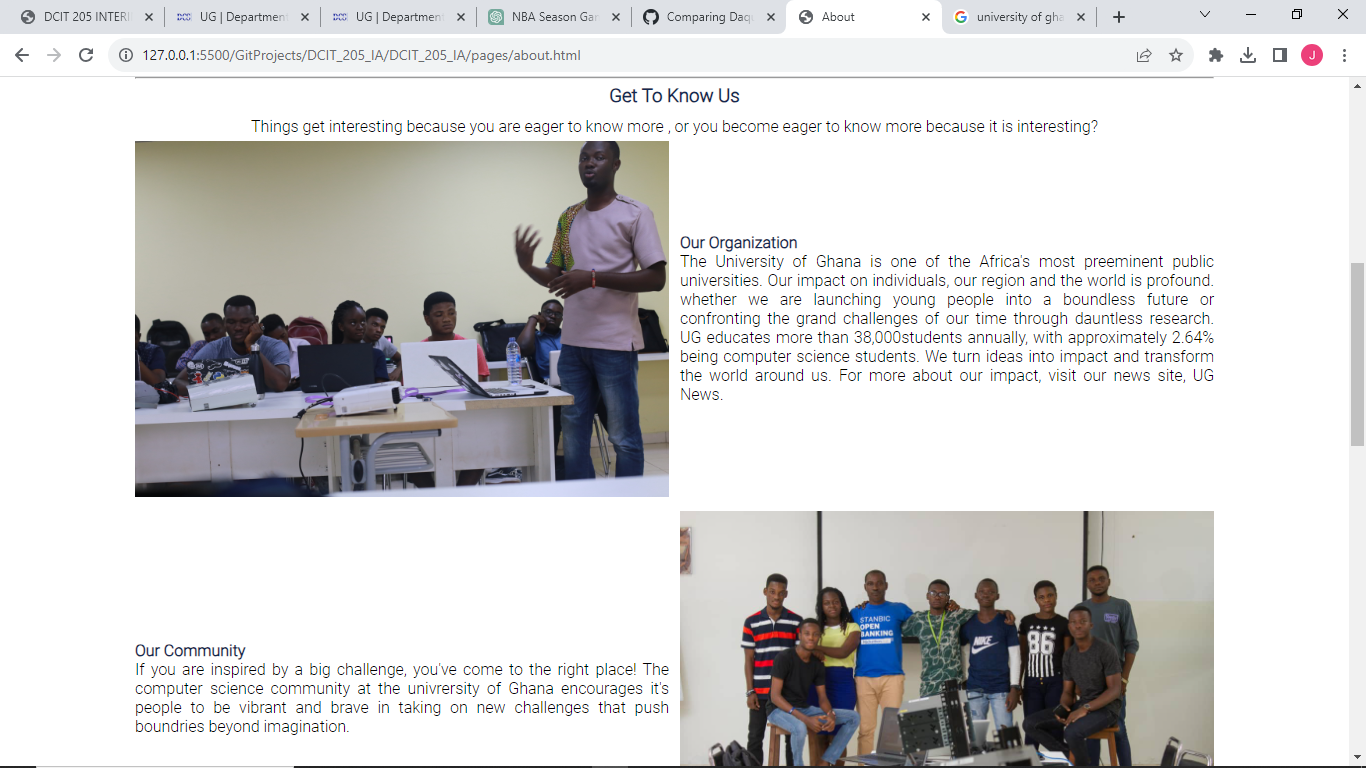 DCIT 205 INTERI
UG | Department
UG | Department
NBA Season Gar
Comparing Daqu
About
university of gha
127.0.0.1:5500/GitProjects/DCIT_205_IA/DCIT_205_IA/pages/about.html
J
Get To Know Us
Things get interesting because you are eager to know more , or you become eager to know more because it is interesting?
Our Organization
The University of Ghana is one of the Africa's most preeminent public
universities. Our impact on individuals, our region and the world is profound.
whether we are launching young people into a boundless future or
confronting the grand challenges of our time through dauntless research.
UG educates more than 38,000students annually, with approximately 2.64%
being computer science students. We turn ideas into impact and transform
the world around us. For more about our impact, visit our news site, UG
News.
Our Community
If you are inspired by a big challenge, you've come to the right place! The
computer science community at the univrersity of Ghana encourages it's
people to be vibrant and brave in taking on new challenges that push
boundries beyond imagination.
STANBIC
OPEN
BANKING
NIKE
86